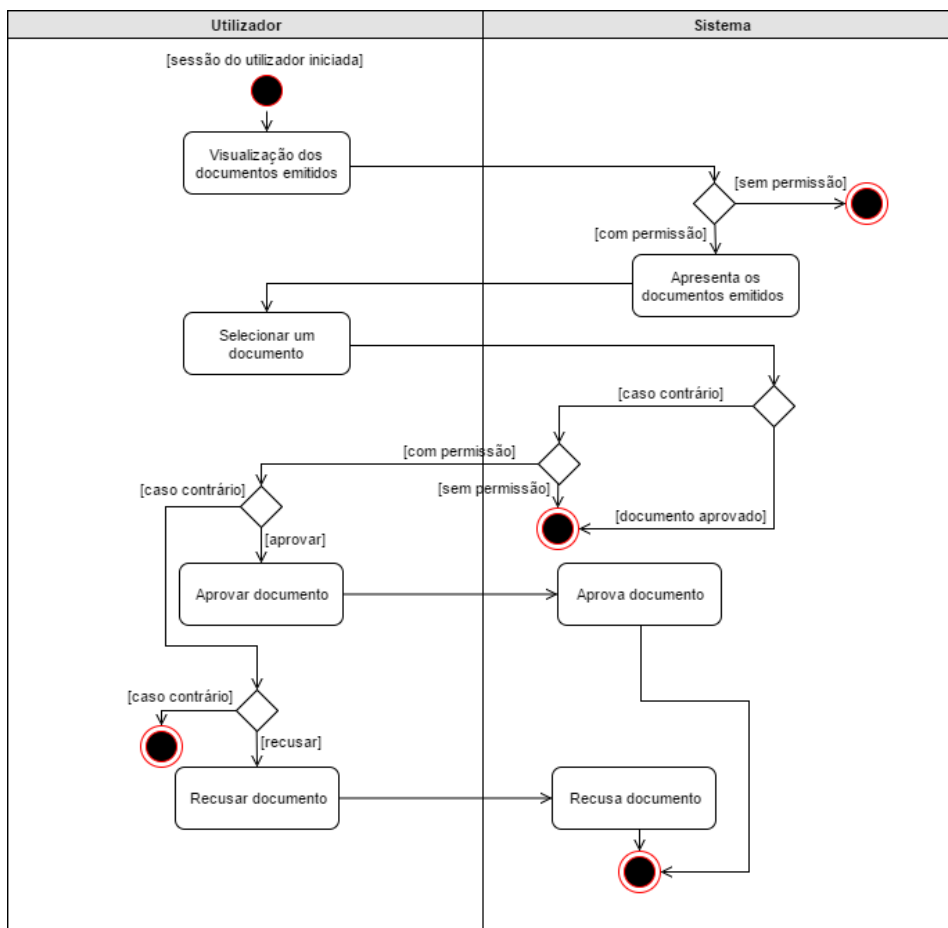 Utilizador
Sistema
[sessão do utilizador iniciada]
Visualização dos
documentos emitidos
[sem permissão]
[com permissão]
Apresenta os
documentos emitidos
Selecionar um
documento
[caso contrário]
[com permissão]
[sem permissão]
[caso contrário]
[documento aprovado]
[aprovar]
Aprovar documento
Aprova documento
[caso contrário]
[recusar]
Recusar documento
Recusa documento